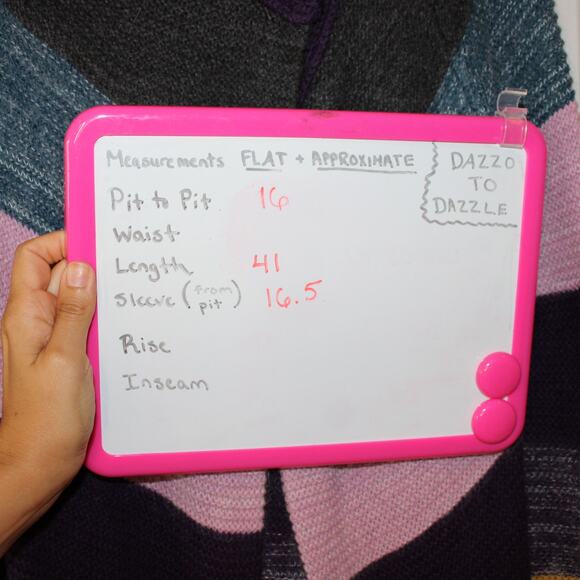 Measurements FLAT + APPROXIMATE
DAZZO
TO
DAZZLE
Pit to Pit 16
Waist
Length 41
Sleeve (from pit) 16.5
Rise
Inseam